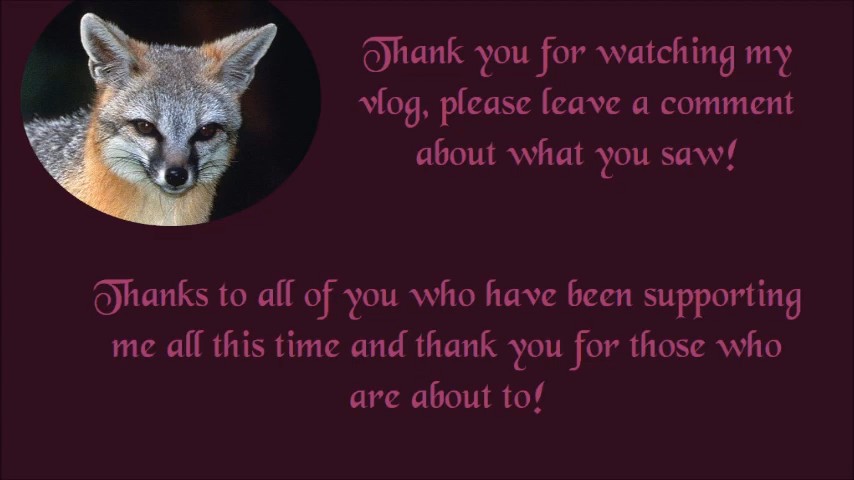 Thank you for watching my
vlog, please leave a comment
about what you saw!
Thanks to all of you who have been supporting
me all this time and thank you for those who
are about to!